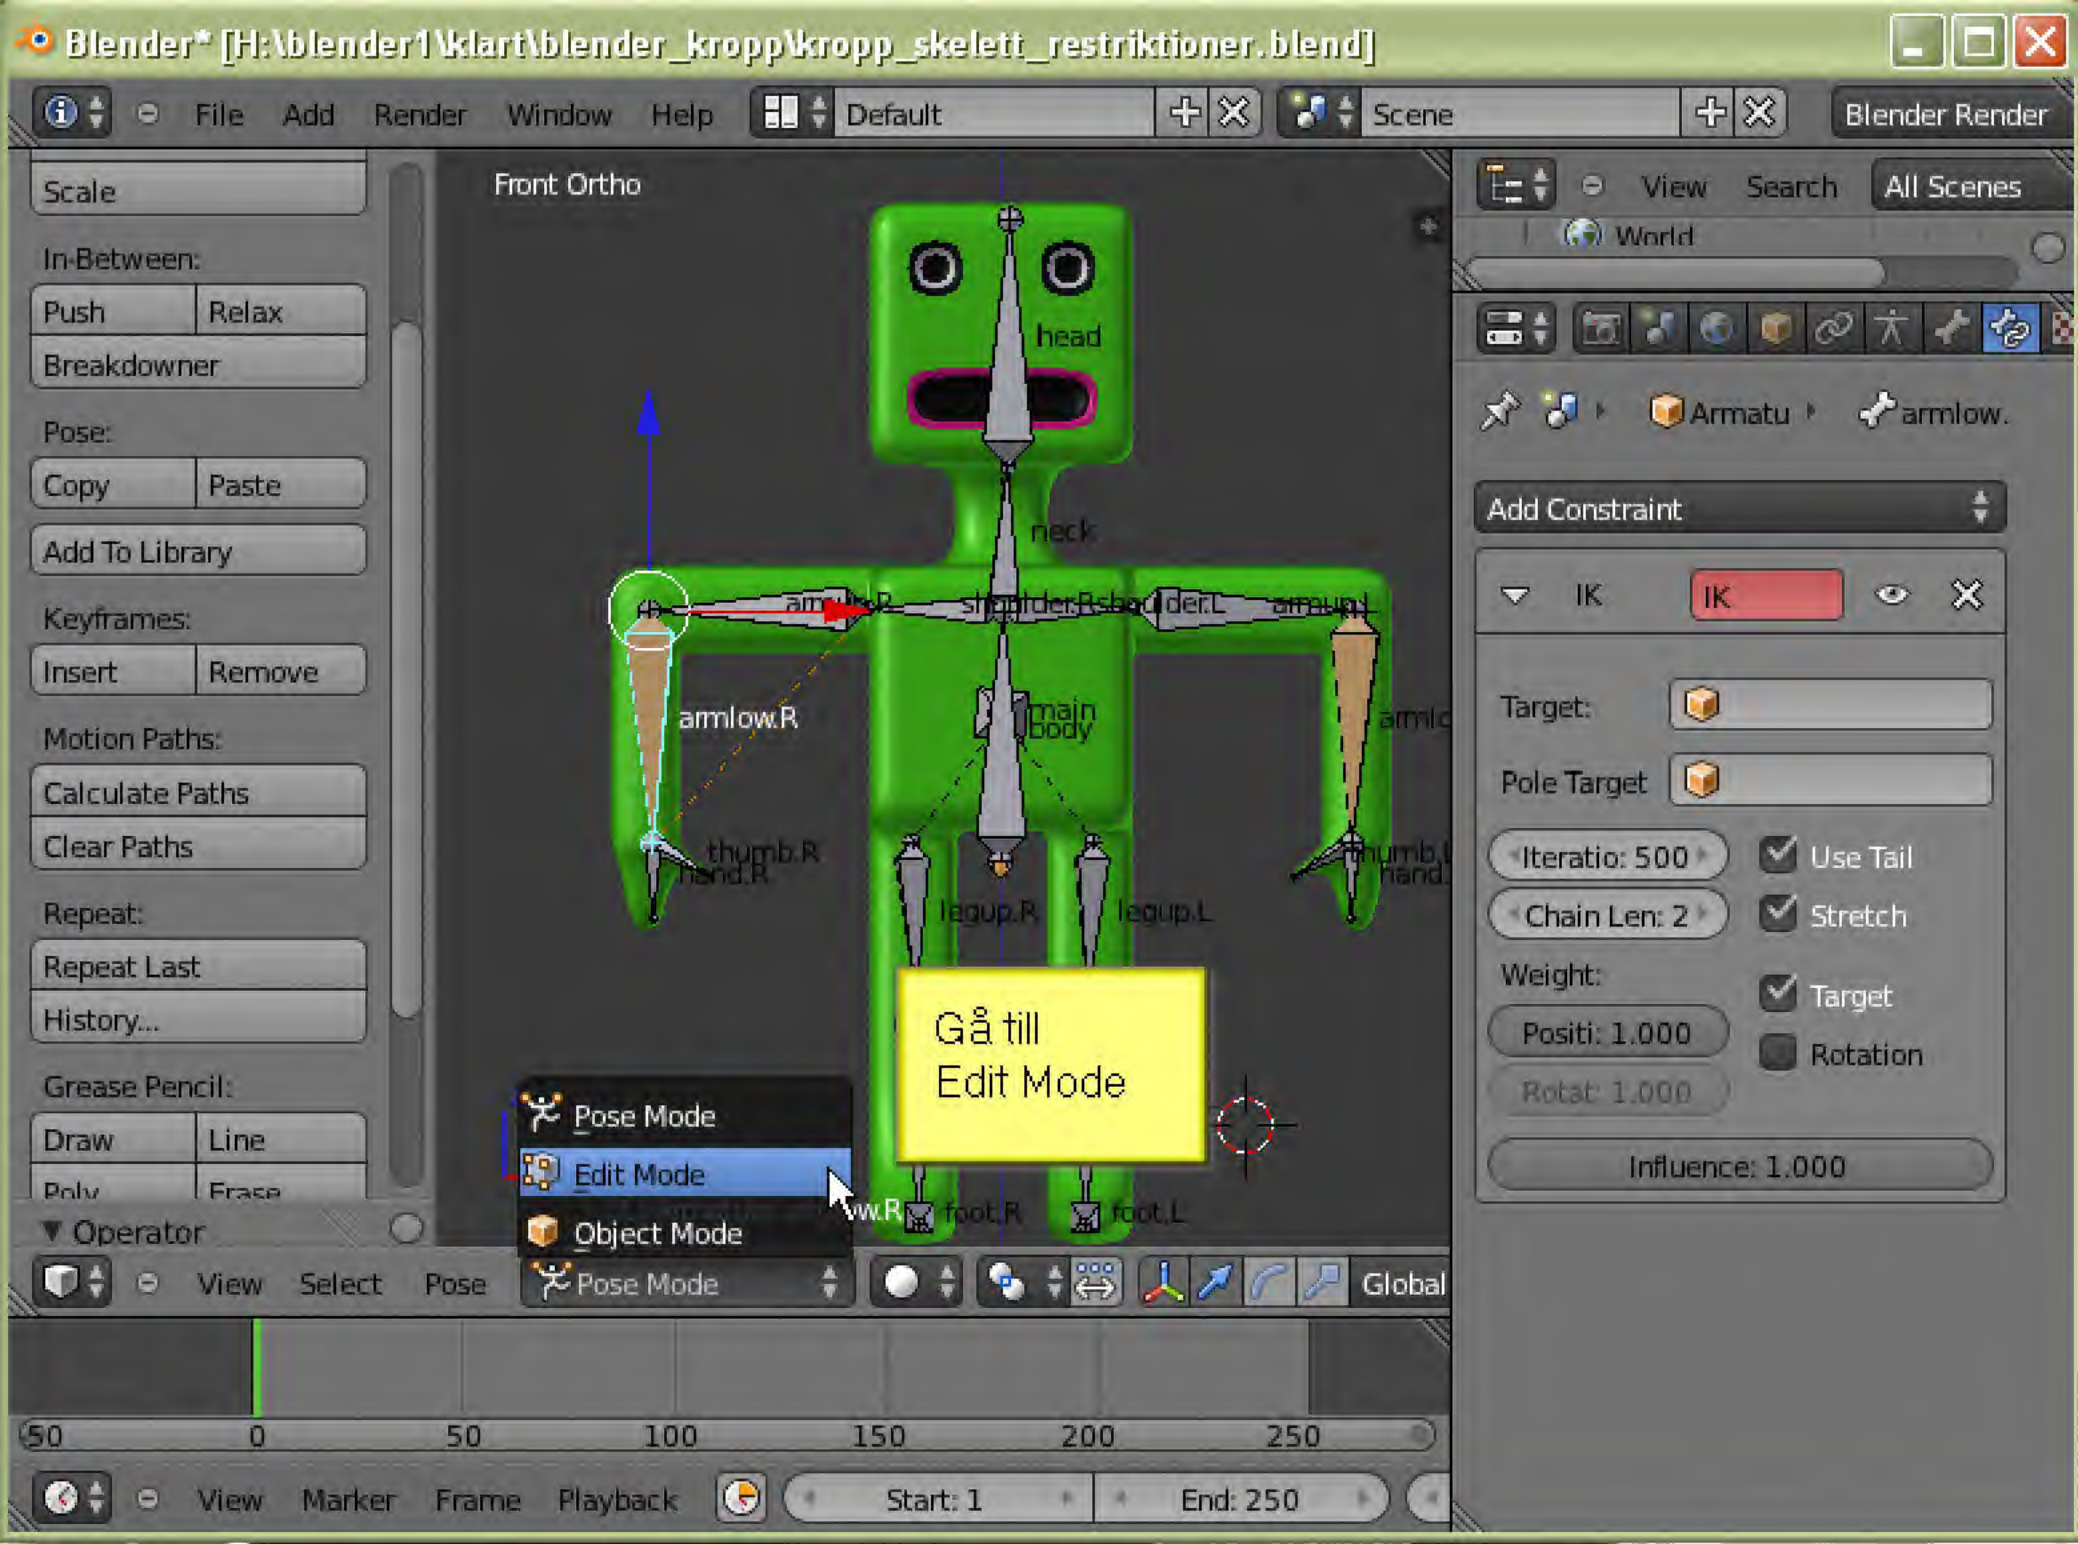 Blender* [H:\blender1\klart\blender_kropp\kropp_skelett_restriktioner.blend]
File Add Render Window Help Default Scene Blender Render
Scale
In-Between:
Push Relax
Breakdowner
Pose:
Copy Paste
Add To Library
Keyframes:
Insert Remove
Motion Paths:
Calculate Paths
Clear Paths
Repeat:
Repeat Last
History...
Grease Pencil:
Draw Line
Poly Erase
Operator
Front Ortho
head
neck
armup.R shoulder.R shoulder.L armup.L
armlow.R
main
body
thumb.R
hand.R
legup.R legup.L
Gå till
Edit Mode
Pose Mode
Edit Mode
Object Mode
foot.R foot.L
View Select Pose Pose Mode Global
View Search All Scenes
World
Armatu armlow.
Add Constraint
IK IK
Target:
Pole Target
Iteratio: 500 Use Tail
Chain Len: 2 Stretch
Weight:
Target
Positi: 1.000
Rotation
Rotat: 1.000
Influence: 1.000
-50 0 50 100 150 200 250
View Marker Frame Playback Start: 1 End: 250